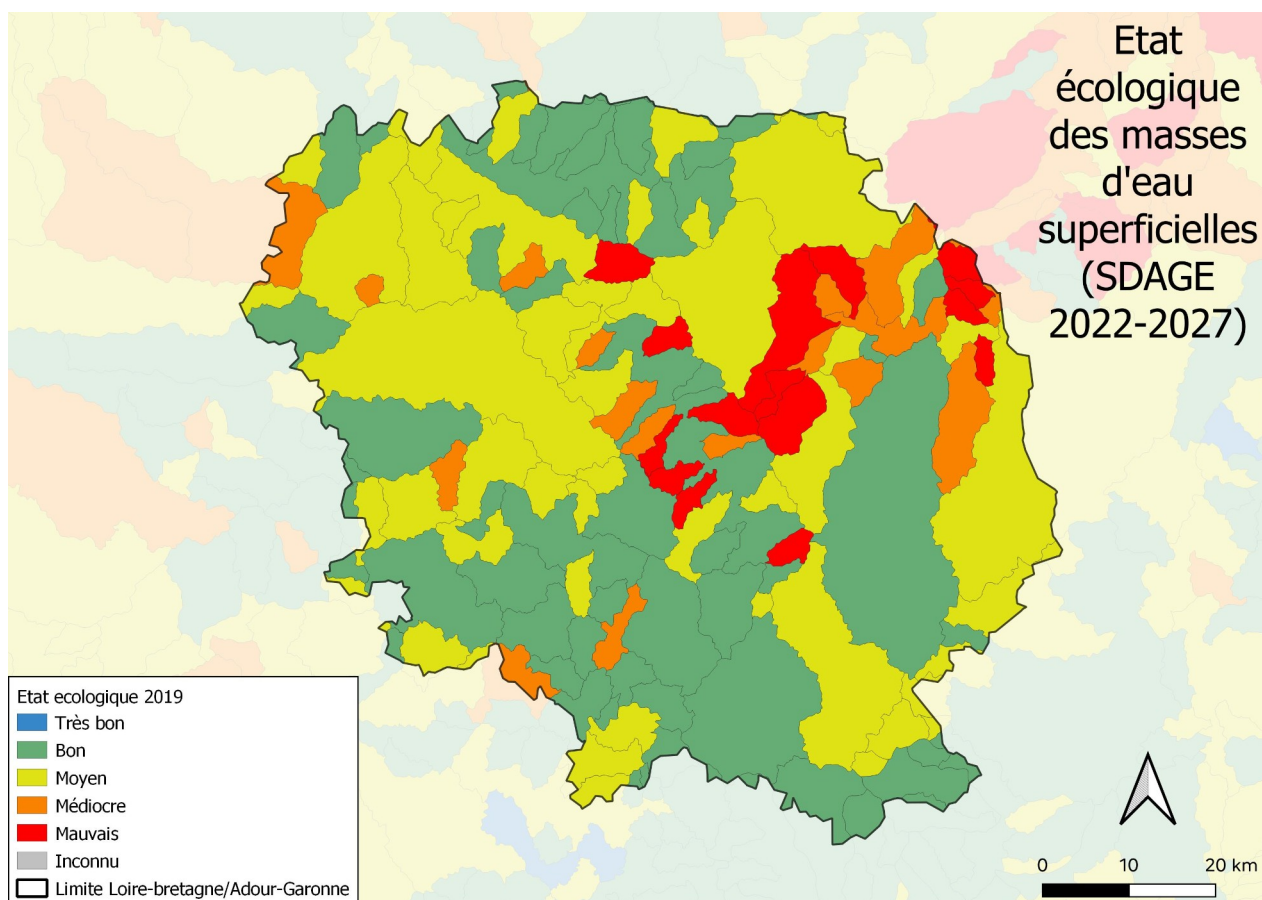 Etat
écologique
des masses
d'eau
superficielles
(SDAGE
2022-2027)
Etat ecologique 2019
Très bon
Bon
Moyen
Médiocre
Mauvais
Inconnu
Limite Loire-bretagne/Adour-Garonne
0 10 20 km